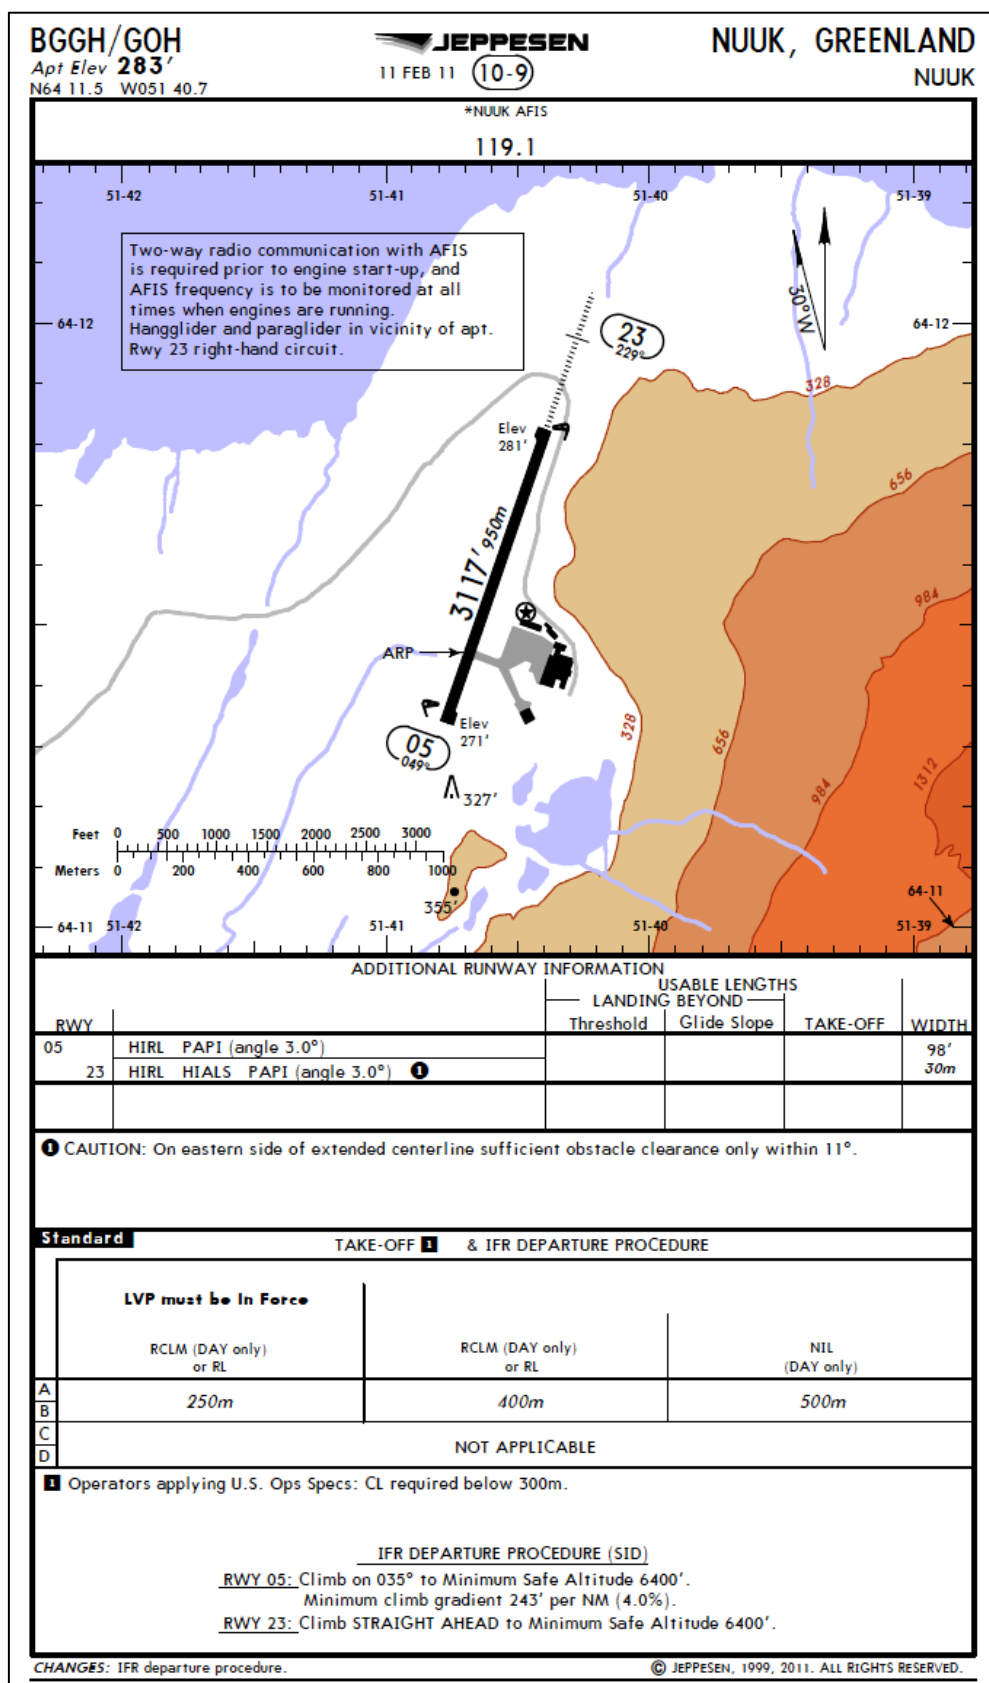 BGGH/GOH
Apt Elev 283'
N64 11.5 W051 40.7
JEPPESEN
11 FEB 11 10-9
NUUK, GREENLAND
NUUK
*NUUK AFIS
119.1
51-42 51-41 51-40 51-39
Two-way radio communication with AFIS
is required prior to engine start-up, and
AFIS frequency is to be monitored at all
times when engines are running.
Hangglider and paraglider in vicinity of apt.
Rwy 23 right-hand circuit.
30°W
64-12 64-12
23
229°
328
Elev
281'
656
3117' 950m
984
ARP
Elev
271'
05
049°
328
656
984
1312
327'
Feet 0 500 1000 1500 2000 2500 3000
Meters 0 200 400 600 800 1000
355'
64-11
64-11 51-42 51-41 51-40 51-39
ADDITIONAL RUNWAY INFORMATION
USABLE LENGTHS
LANDING BEYOND
RWY Threshold Glide Slope TAKE-OFF WIDTH
05 HIRL PAPI (angle 3.0°) 98'
23 HIRL HIALS PAPI (angle 3.0°) 1 30m
1 CAUTION: On eastern side of extended centerline sufficient obstacle clearance only within 11°.
Standard
TAKE-OFF 1 & IFR DEPARTURE PROCEDURE
LVP must be In Force
RCLM (DAY only) RCLM (DAY only) NIL
or RL or RL (DAY only)
A
B
250m 400m 500m
C
D
NOT APPLICABLE
1 Operators applying U.S. Ops Specs: CL required below 300m.
IFR DEPARTURE PROCEDURE (SID)
RWY 05: Climb on 035° to Minimum Safe Altitude 6400'.
Minimum climb gradient 243' per NM (4.0%).
RWY 23: Climb STRAIGHT AHEAD to Minimum Safe Altitude 6400'.
CHANGES: IFR departure procedure.
© JEPPESEN, 1999, 2011. ALL RIGHTS RESERVED.